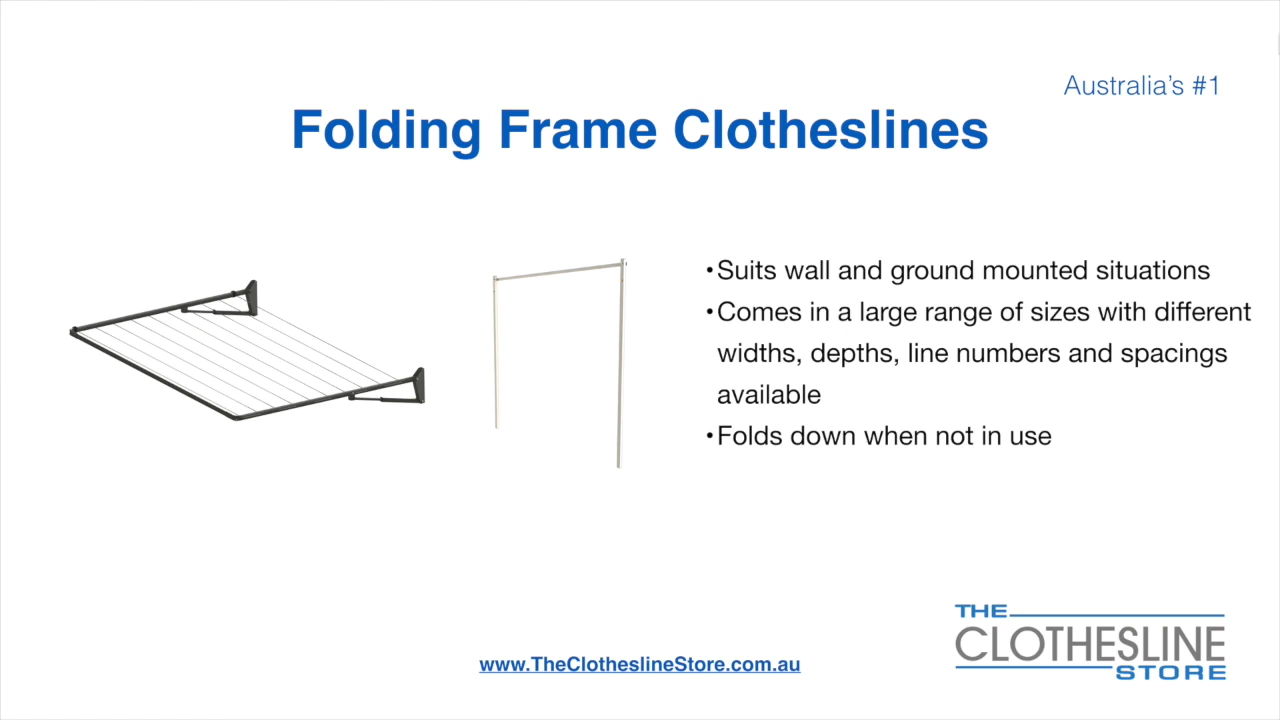 Australia's #1
Folding Frame Clotheslines
•Suits wall and ground mounted situations
•Comes in a large range of sizes with different
widths, depths, line numbers and spacings
available
•Folds down when not in use
THE
CLOTHESLINE
STORE
www.TheClotheslineStore.com.au